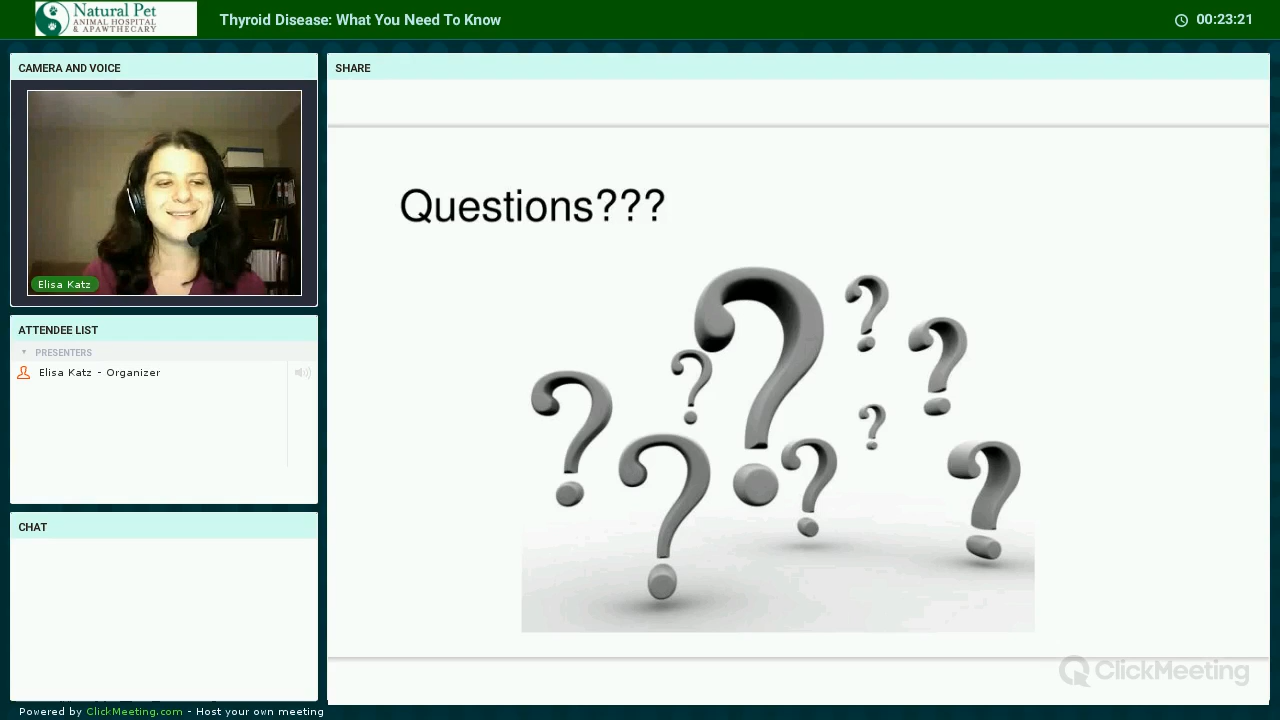 Natural Pet
ANIMAL HOSPITAL
& APAWTHECARY
Thyroid Disease: What You Need To Know
00:23:21
CAMERA AND VOICE
Elisa Katz
ATTENDEE LIST
PRESENTERS
Elisa Katz - Organizer
CHAT
Powered by ClickMeeting.com - Host your own meeting
SHARE
Questions???
ClickMeeting